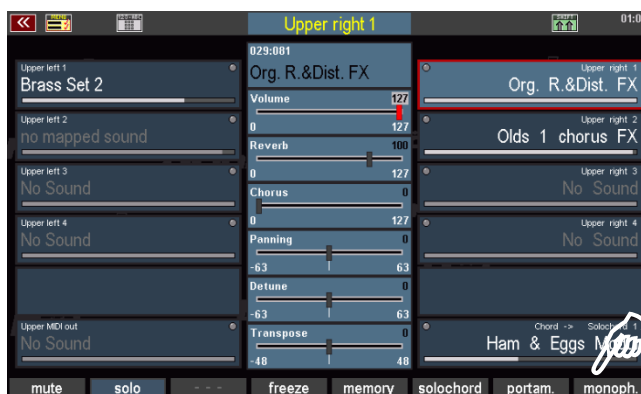 MENU
Upper right 1
SHIFT
01:0
029:081
Org. R.&Dist. FX
Upper left 1
Brass Set 2
Upper left 2
no mapped sound
Upper left 3
No Sound
Upper left 4
No Sound
Upper MIDI out
No Sound
Volume 127
0 127
Reverb 100
0 127
Chorus 0
0 127
Panning 0
-63 63
Detune 0
-63 63
Transpose 0
-48 48
Upper right 1
Org. R.&Dist. FX
Upper right 2
Olds 1 chorus FX
Upper right 3
No Sound
Upper right 4
No Sound
Chord -> Solochord 1
Ham & Eggs
mute solo - - - freeze memory solochord portam. monoph.